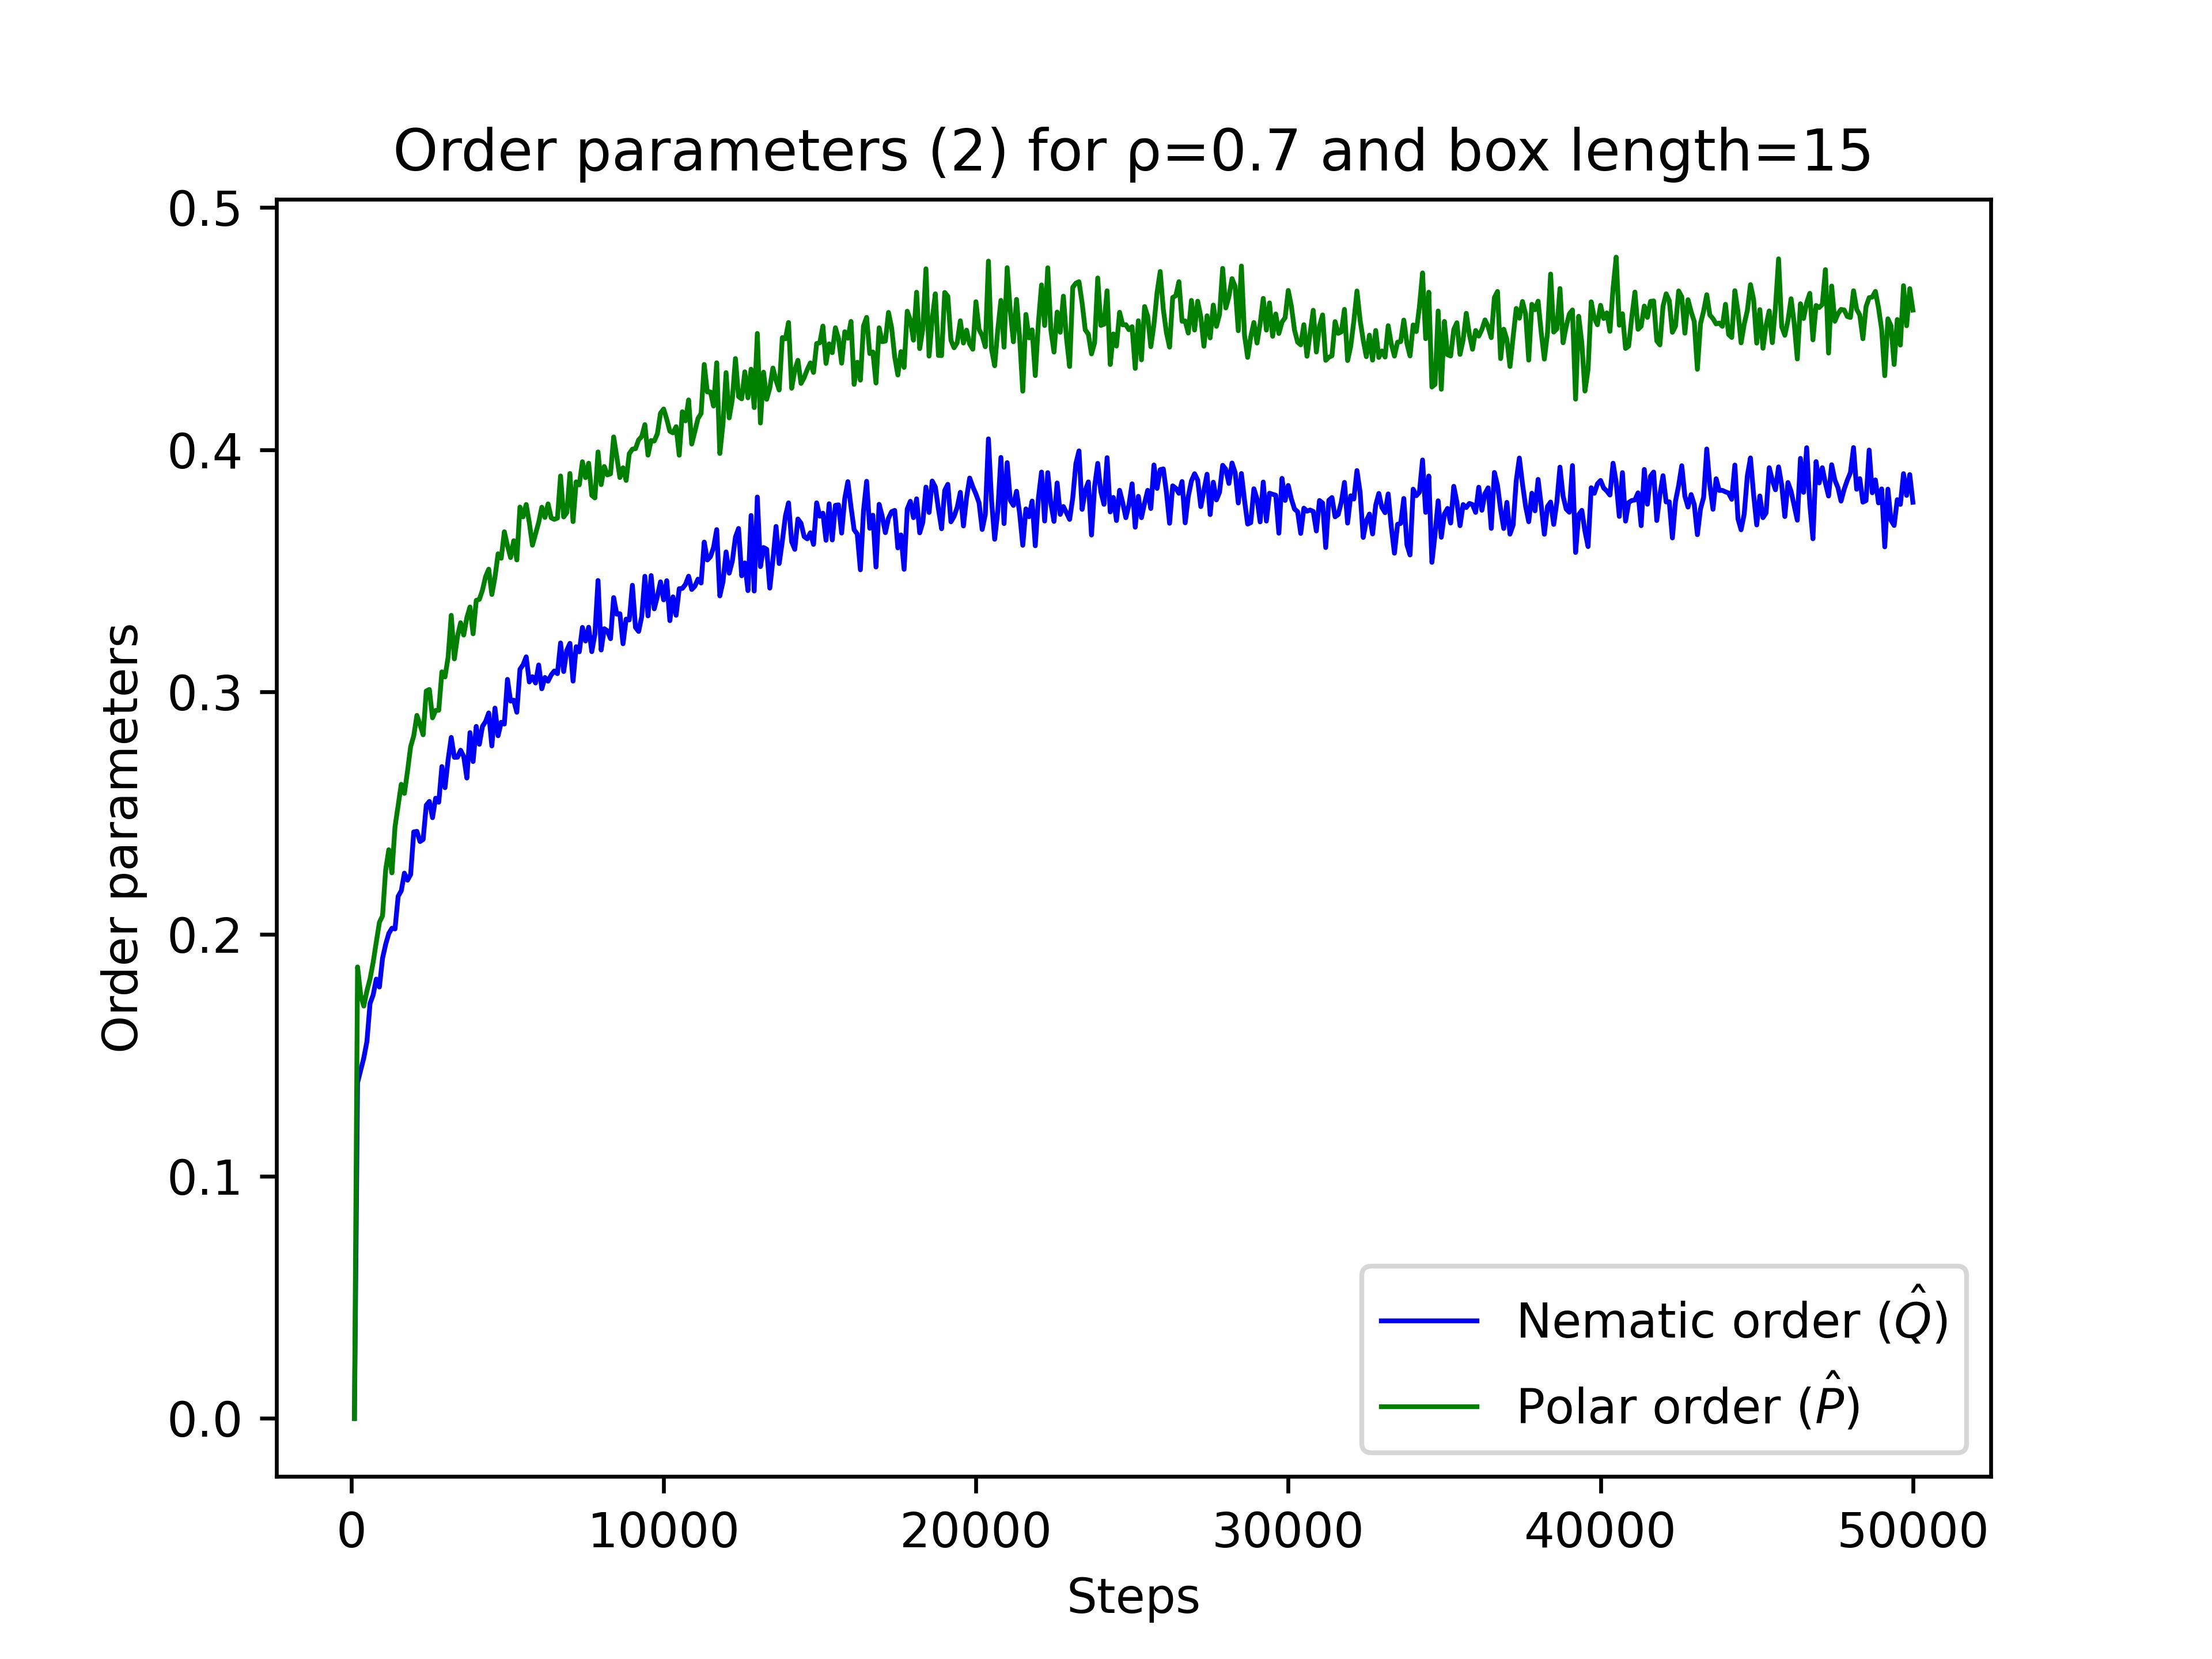 Order parameters (2) for ρ=0.7 and box length=15
0.5
0.4
0.3
0.2
0.1
0.0
Order parameters
Nematic order (Q̂)
Polar order (P̂)
0 10000 20000 30000 40000 50000
Steps